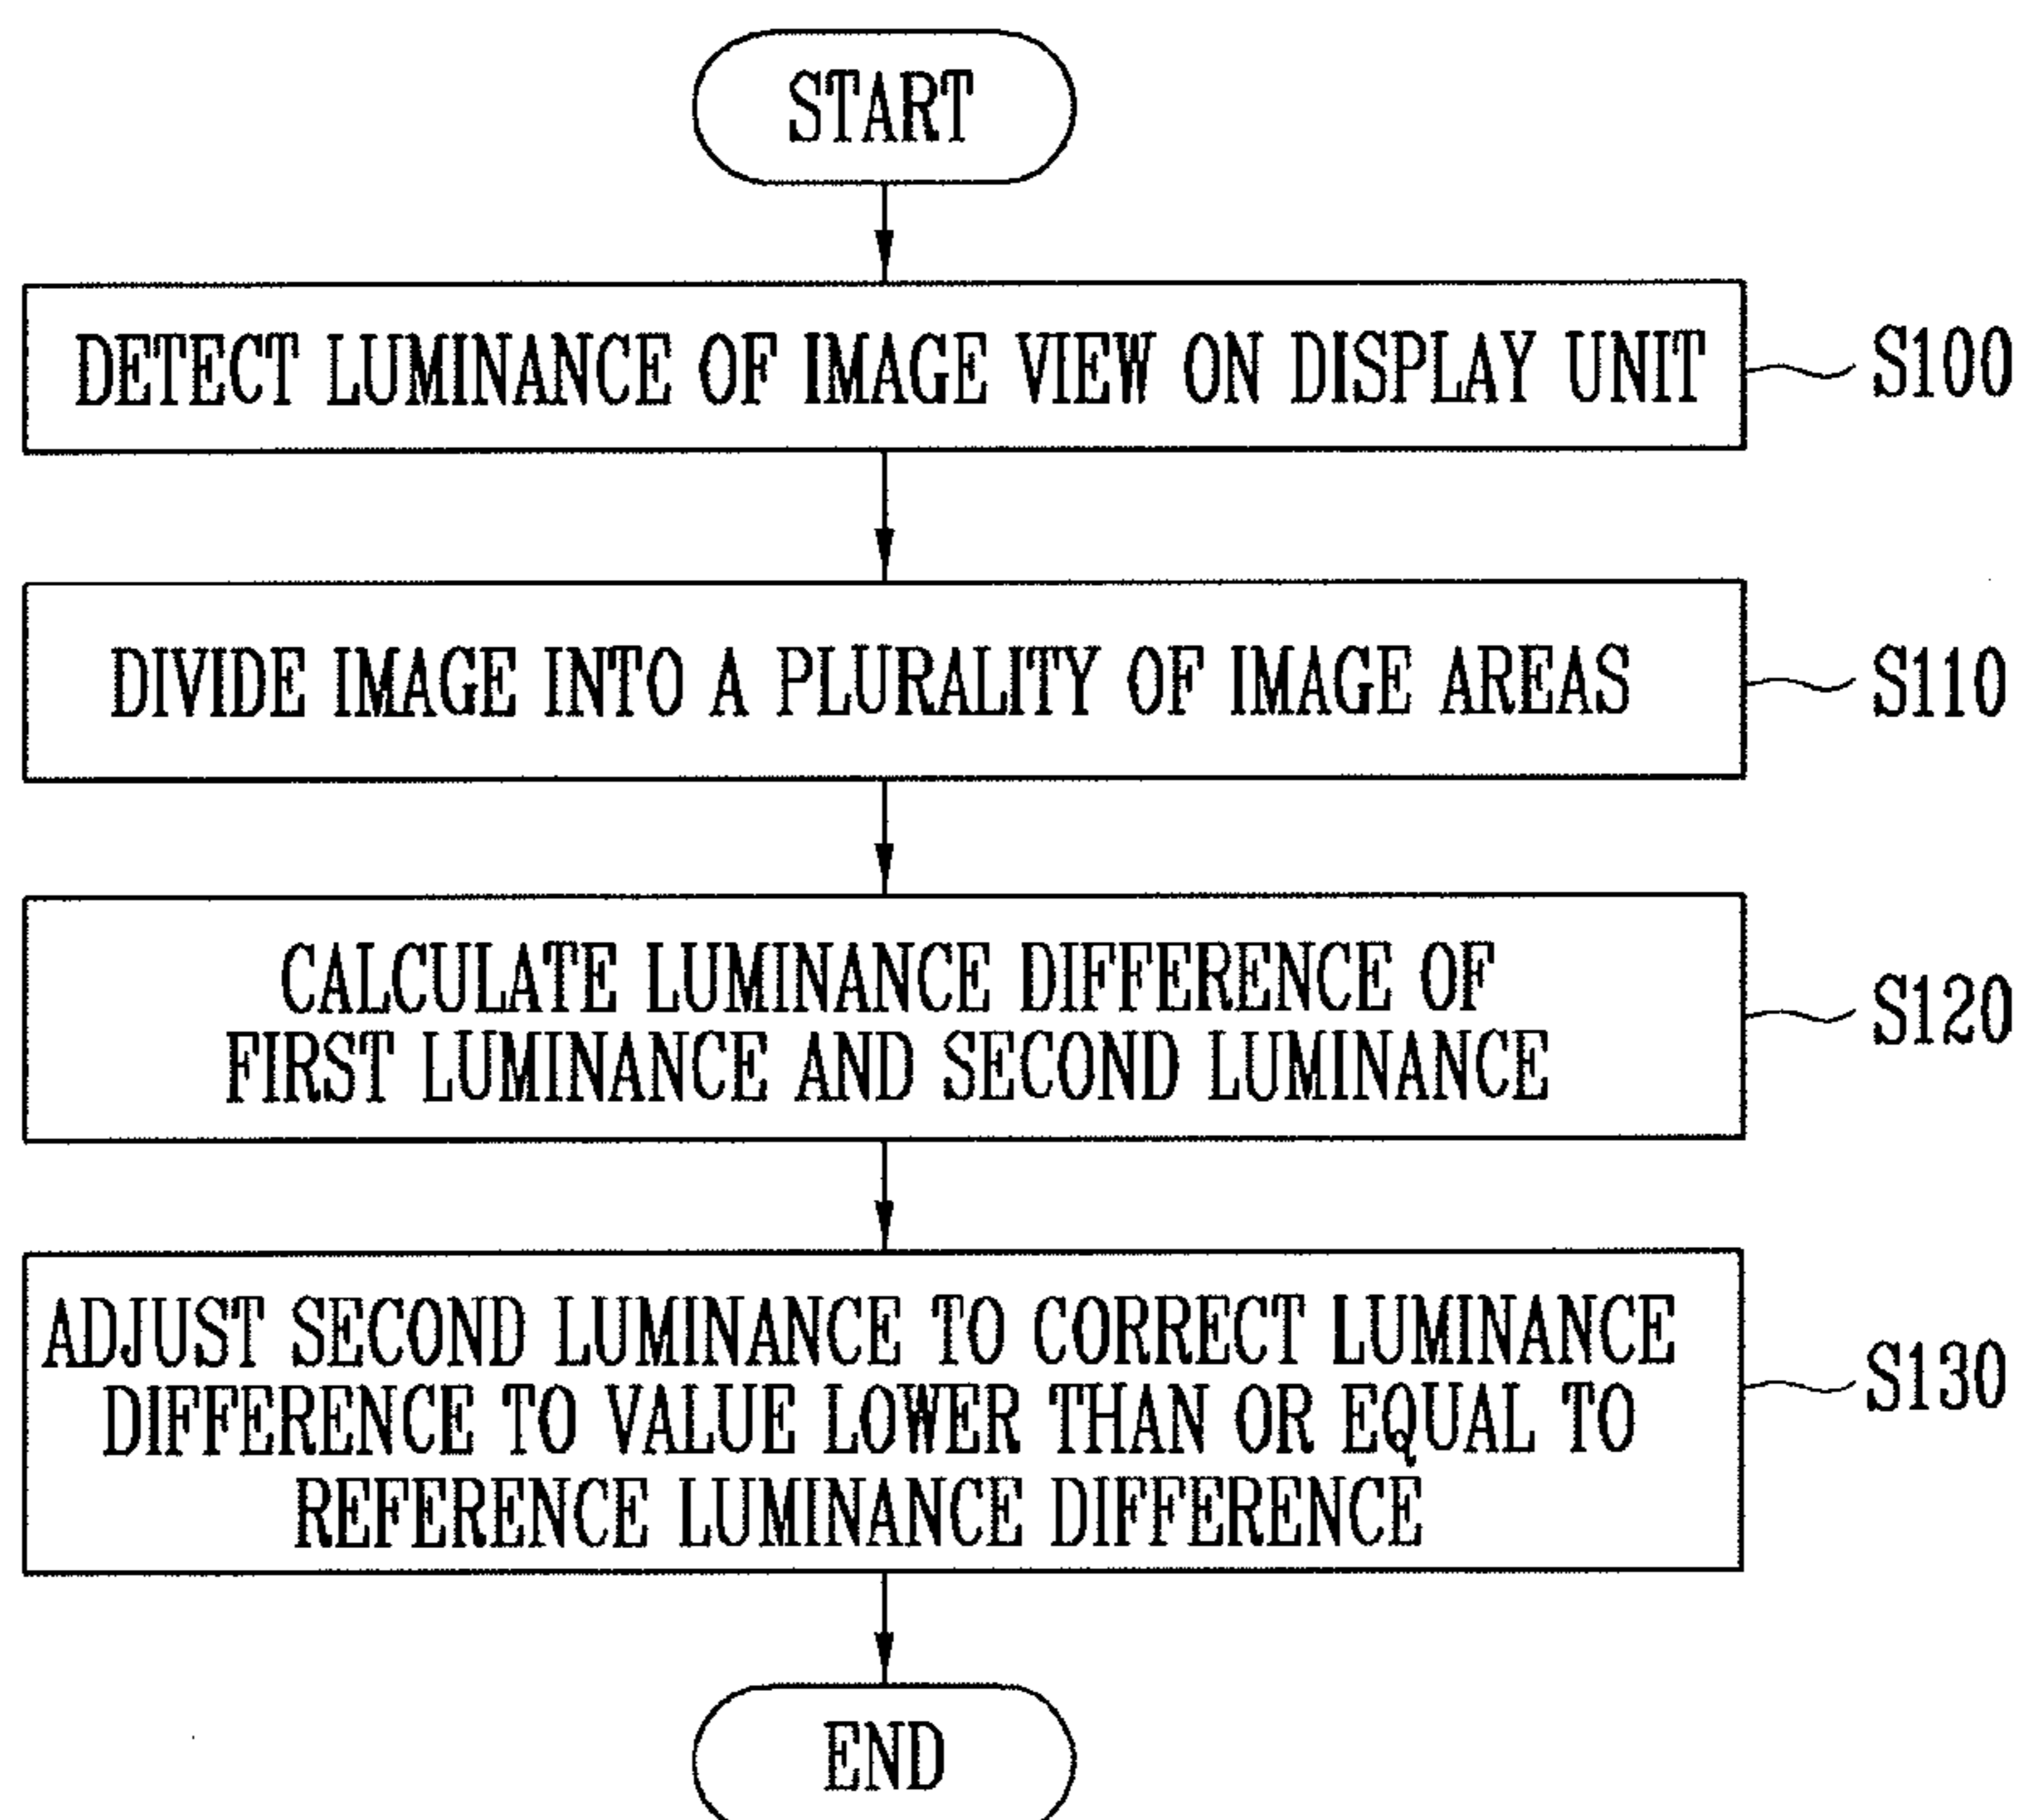 START
DETECT LUMINANCE OF IMAGE VIEW ON DISPLAY UNIT
S100
DIVIDE IMAGE INTO A PLURALITY OF IMAGE AREAS
S110
CALCULATE LUMINANCE DIFFERENCE OF
FIRST LUMINANCE AND SECOND LUMINANCE
S120
ADJUST SECOND LUMINANCE TO CORRECT LUMINANCE
DIFFERENCE TO VALUE LOWER THAN OR EQUAL TO
REFERENCE LUMINANCE DIFFERENCE
S130
END